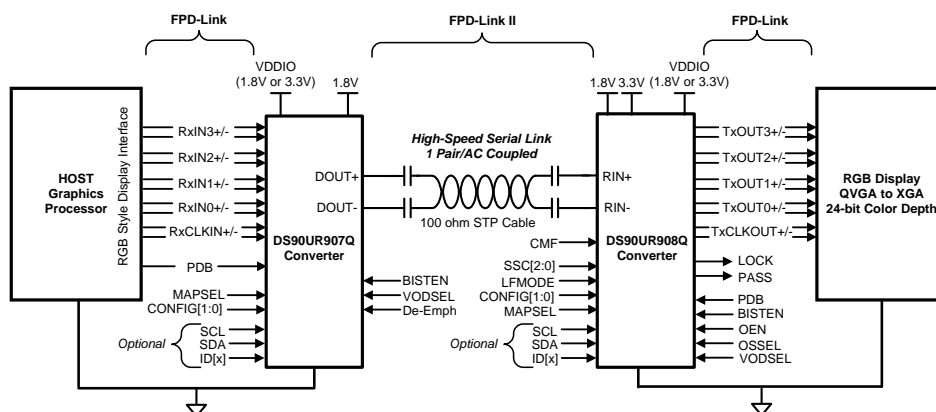 FPD-Link
FPD-Link II
FPD-Link
VDDIO
(1.8V or 3.3V)
1.8V
1.8V
3.3V
VDDIO
(1.8V or 3.3V)
HOST
Graphics
Processor
RGB Style Display Interface
RxIN3+/-
RxIN2+/-
RxIN1+/-
RxIN0+/-
RxCLKIN+/-
PDB
MAPSEL
CONFIG[1:0]
Optional
SCL
SDA
ID[x]
DOUT+
DOUT-
DS90UR907Q
Converter
BISTEN
VODSEL
De-Emph
High-Speed Serial Link
1 Pair/AC Coupled
100 ohm STP Cable
CMF
SSC[2:0]
LFMODE
CONFIG[1:0]
MAPSEL
Optional
SCL
SDA
ID[x]
RIN+
RIN-
DS90UR908Q
Converter
TxOUT3+/-
TxOUT2+/-
TxOUT1+/-
TxOUT0+/-
TxCLKOUT+/-
LOCK
PASS
PDB
BISTEN
OEN
OSSEL
VODSEL
RGB Display
QVGA to XGA
24-bit Color Depth